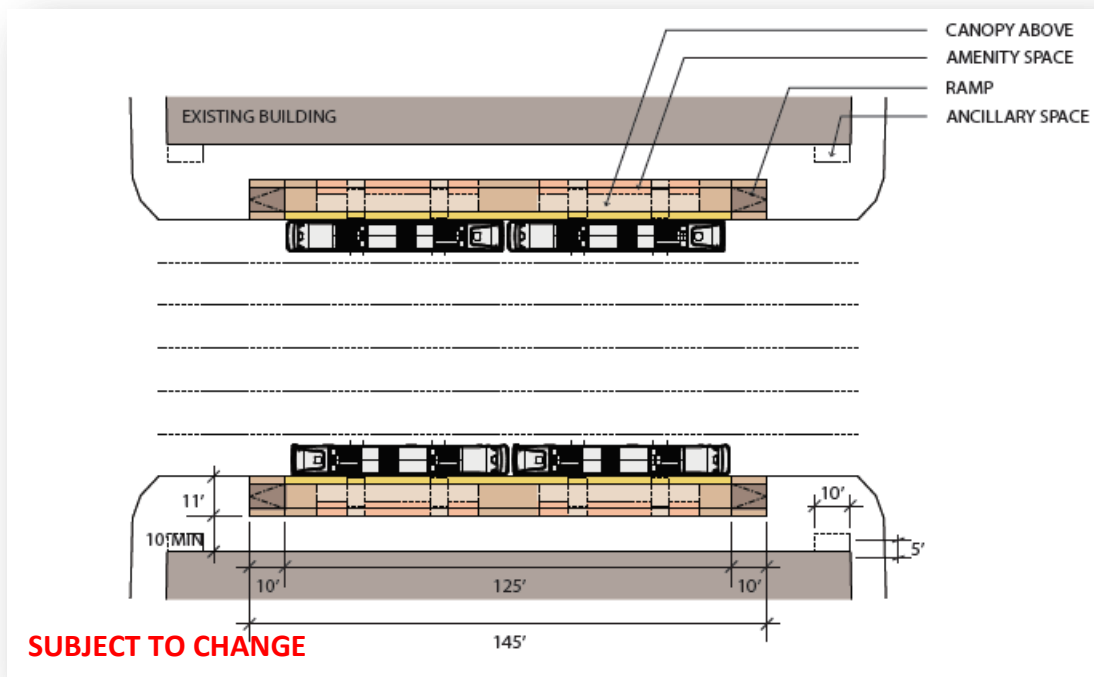 CANOPY ABOVE
AMENITY SPACE
RAMP
ANCILLARY SPACE
EXISTING BUILDING
11’
10’
10’ MIN
5’
10’
125’
10’
145’
SUBJECT TO CHANGE